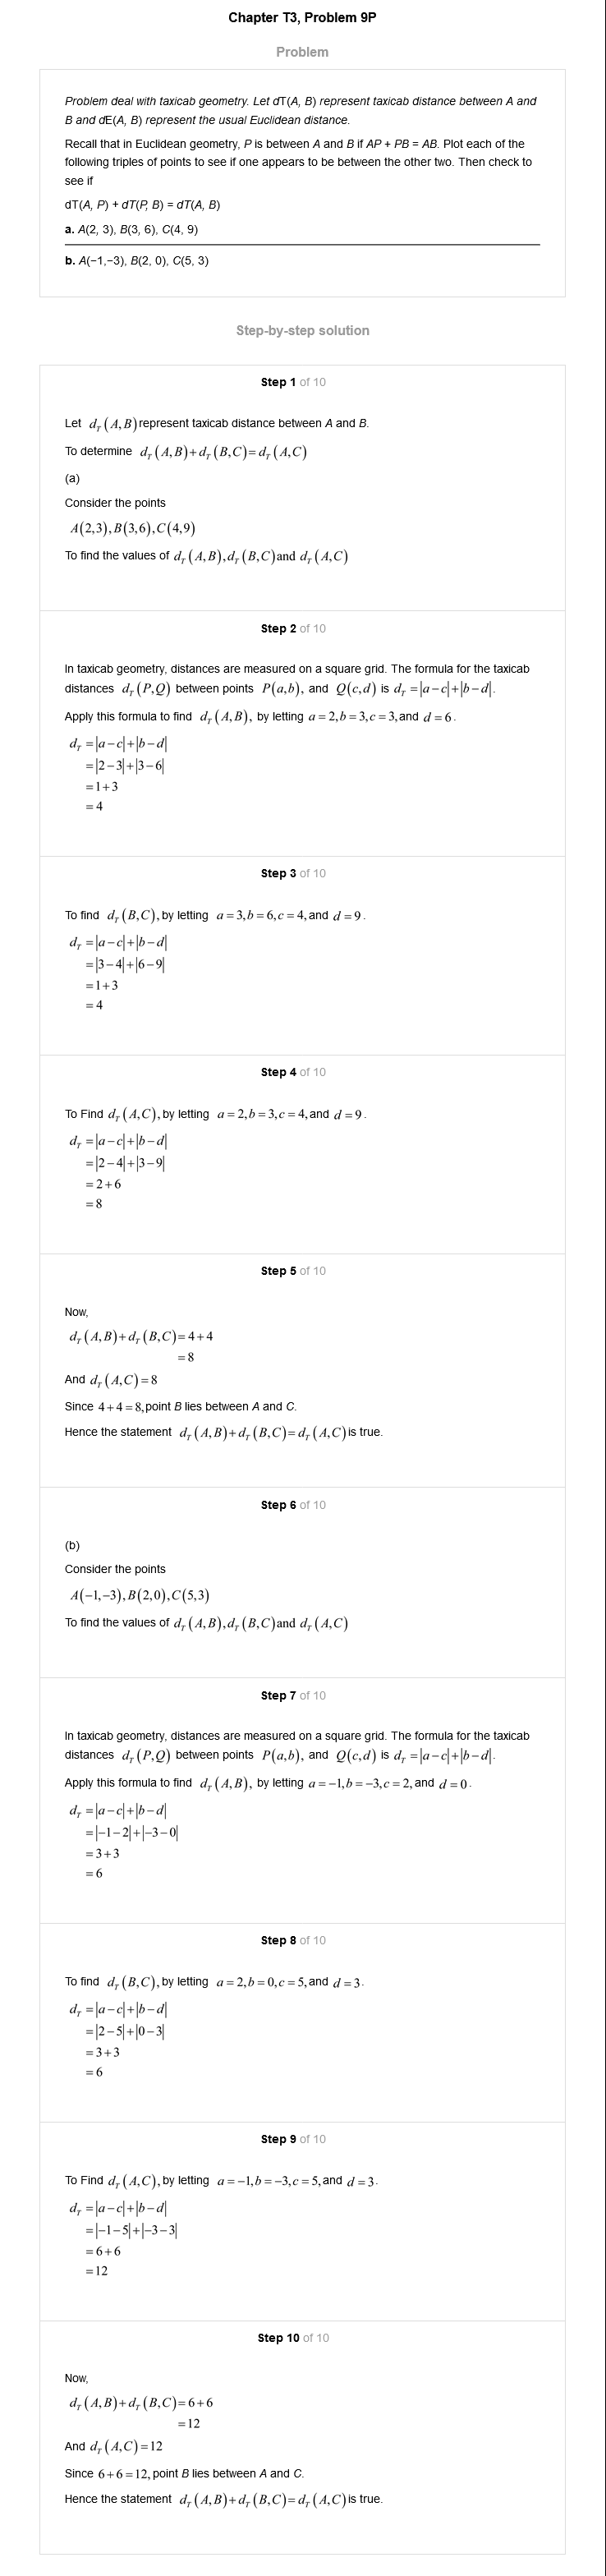 Chapter T3, Problem 9P
Problem
Problem deal with taxicab geometry. Let dT(A, B) represent taxicab distance between A and
B and dE(A, B) represent the usual Euclidean distance.
Recall that in Euclidean geometry, P is between A and B if AP + PB = AB. Plot each of the
following triples of points to see if one appears to be between the other two. Then check to
see if
dT(A, P) + dT(P, B) = dT(A, B)
a. A(2, 3), B(3, 6), C(4, 9)
b. A(−1,−3), B(2, 0), C(5, 3)
Step-by-step solution
Step 1 of 10
Let d_T(A,B) represent taxicab distance between A and B.
To determine d_T(A,B)+d_T(B,C)=d_T(A,C)
(a)
Consider the points
A(2,3),B(3,6),C(4,9)
To find the values of d_T(A,B),d_T(B,C) and d_T(A,C)
Step 2 of 10
In taxicab geometry, distances are measured on a square grid. The formula for the taxicab
distances d_T(P,Q) between points P(a,b), and Q(c,d) is d_T=|a−c|+|b−d|.
Apply this formula to find d_T(A,B), by letting a=2,b=3,c=3,and d=6.
d_T=|a−c|+|b−d|
=|2−3|+|3−6|
=1+3
=4
Step 3 of 10
To find d_T(B,C), by letting a=3,b=6,c=4,and d=9.
d_T=|a−c|+|b−d|
=|3−4|+|6−9|
=1+3
=4
Step 4 of 10
To Find d_T(A,C), by letting a=2,b=3,c=4,and d=9.
d_T=|a−c|+|b−d|
=|2−4|+|3−9|
=2+6
=8
Step 5 of 10
Now,
d_T(A,B)+d_T(B,C)=4+4
=8
And d_T(A,C)=8
Since 4+4=8, point B lies between A and C.
Hence the statement d_T(A,B)+d_T(B,C)=d_T(A,C) is true.
Step 6 of 10
(b)
Consider the points
A(−1,−3),B(2,0),C(5,3)
To find the values of d_T(A,B),d_T(B,C) and d_T(A,C)
Step 7 of 10
In taxicab geometry, distances are measured on a square grid. The formula for the taxicab
distances d_T(P,Q) between points P(a,b), and Q(c,d) is d_T=|a−c|+|b−d|.
Apply this formula to find d_T(A,B), by letting a=−1,b=−3,c=2,and d=0.
d_T=|a−c|+|b−d|
=|−1−2|+|−3−0|
=3+3
=6
Step 8 of 10
To find d_T(B,C), by letting a=2,b=0,c=5,and d=3.
d_T=|a−c|+|b−d|
=|2−5|+|0−3|
=3+3
=6
Step 9 of 10
To Find d_T(A,C), by letting a=−1,b=−3,c=5,and d=3.
d_T=|a−c|+|b−d|
=|−1−5|+|−3−3|
=6+6
=12
Step 10 of 10
Now,
d_T(A,B)+d_T(B,C)=6+6
=12
And d_T(A,C)=12
Since 6+6=12, point B lies between A and C.
Hence the statement d_T(A,B)+d_T(B,C)=d_T(A,C) is true.